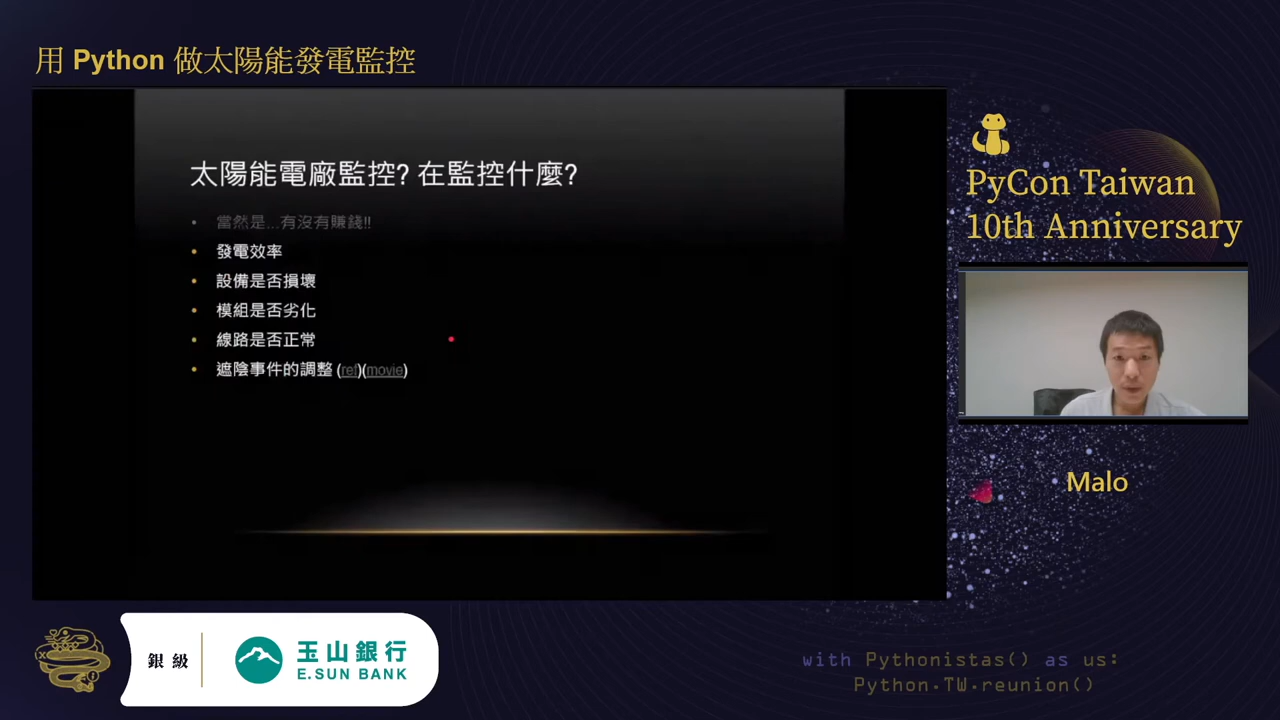 用 Python 做太陽能發電監控
太陽能電廠監控? 在監控什麼?
• 當然是...有沒有賺錢!!
• 發電效率
• 設備是否損壞
• 模組是否劣化
• 線路是否正常
• 遮陰事件的調整 (ref)(movie)
PyCon Taiwan
10th Anniversary
Malo
銀級
玉山銀行
E.SUN BANK
with Pythonistas() as us:
Python.TW.reunion()